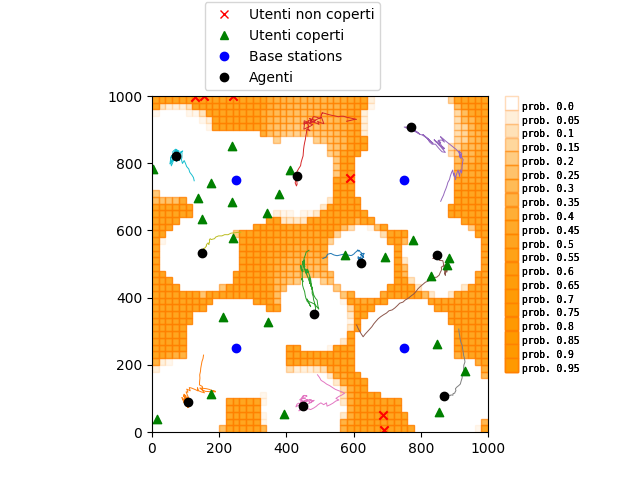 Utenti non coperti
Utenti coperti
Base stations
Agenti
1000
800
600
400
200
0
0
200
400
600
800
1000
prob. 0.0
prob. 0.05
prob. 0.1
prob. 0.15
prob. 0.2
prob. 0.25
prob. 0.3
prob. 0.35
prob. 0.4
prob. 0.45
prob. 0.5
prob. 0.55
prob. 0.6
prob. 0.65
prob. 0.7
prob. 0.75
prob. 0.8
prob. 0.85
prob. 0.9
prob. 0.95